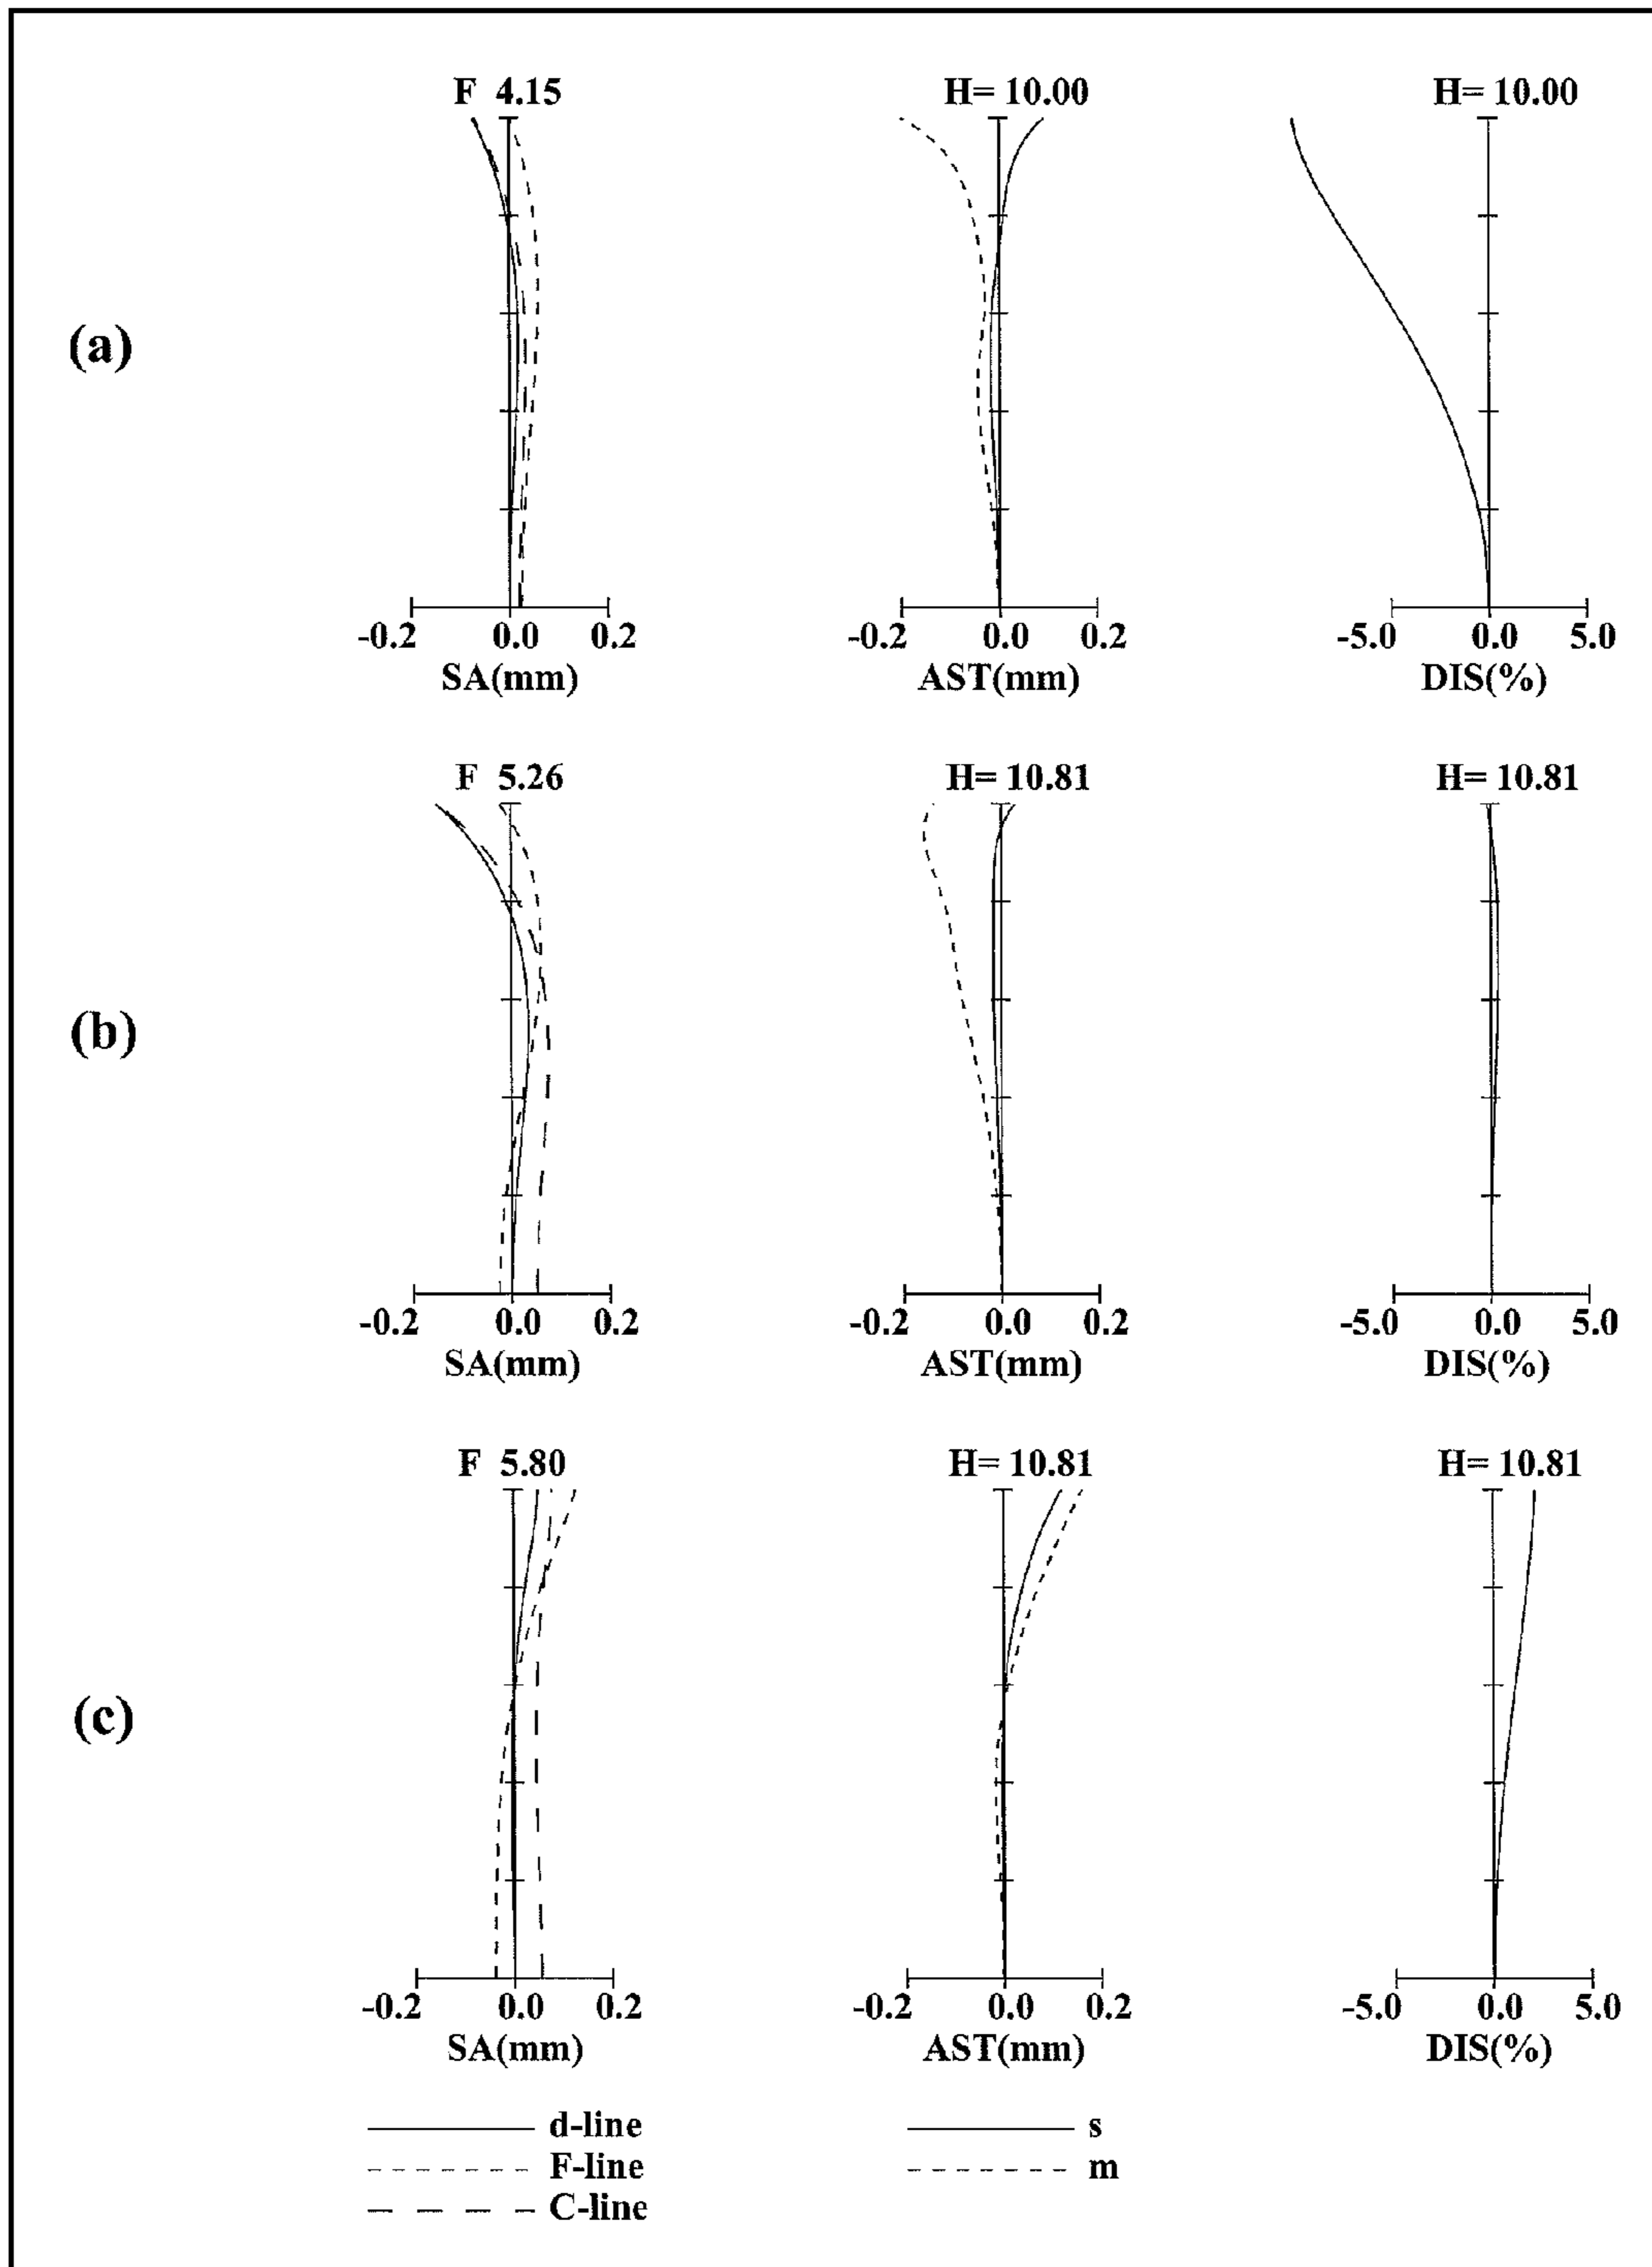 F 4.15 H= 10.00 H= 10.00
(a)
-0.2 0.0 0.2 -0.2 0.0 0.2 -5.0 0.0 5.0
SA(mm) AST(mm) DIS(%)
F 5.26 H= 10.81 H= 10.81
(b)
-0.2 0.0 0.2 -0.2 0.0 0.2 -5.0 0.0 5.0
SA(mm) AST(mm) DIS(%)
F 5.80 H= 10.81 H= 10.81
(c)
-0.2 0.0 0.2 -0.2 0.0 0.2 -5.0 0.0 5.0
SA(mm) AST(mm) DIS(%)
d-line s
F-line m
C-line